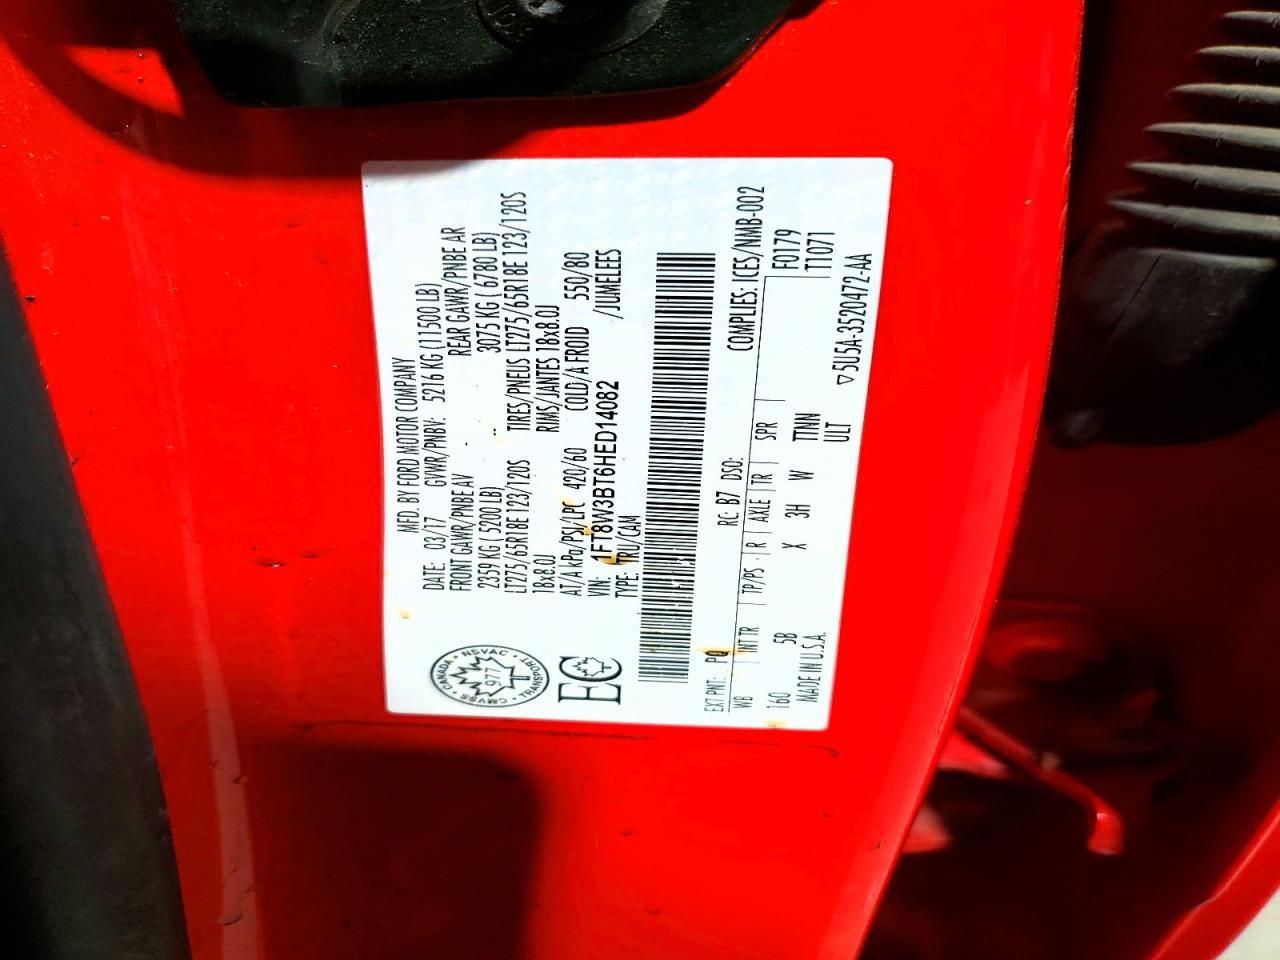 MFD. BY FORD MOTOR COMPANY
DATE: 03/17 GVWR/PNBV: 5216 KG (11500 LB)
FRONT GAWR/PNBE AV REAR GAWR/PNBE AR
2359 KG ( 5200 LB) 3075 KG ( 6780 LB)
LT275/65R18E 123/120S TIRES/PNEUS LT275/65R18E 123/120S
18x8.0J RIMS/JANTES 18x8.0J
AT/A kPa/PSI/LPC 420/60 COLD/A FROID 550/80
VIN: 1FT8W3BT6HED14082 /JUMELEES
TYPE: TRU/CAM
CANADA • NSVAC • TRANSPORT • CMVSS
977
T
EC
COMPLIES: ICES/NMB-002
EXT PNT: PQ RC: B7 DSO: F0179
WB INT TR TP/PS R AXLE TR SPR T1071
160 5B X 3H W TTNN
MADE IN U.S.A. ULT
▽5U5A-3520472-AA